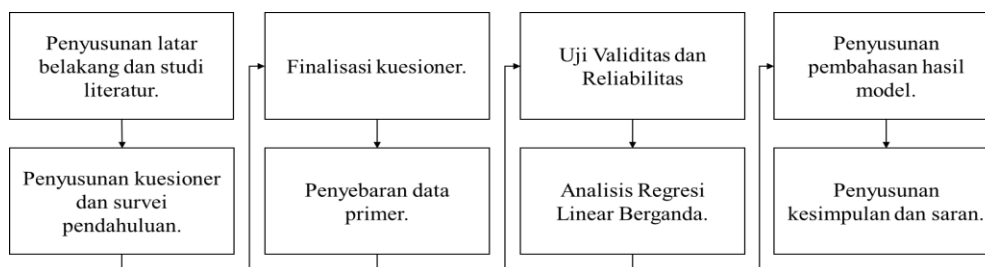 Penyusunan latar
belakang dan studi
literatur.
Penyusunan kuesioner
dan survei
pendahuluan.
Finalisasi kuesioner.
Penyebaran data
primer.
Uji Validitas dan
Reliabilitas
Analisis Regresi
Linear Berganda.
Penyusunan
pembahasan hasil
model.
Penyusunan
kesimpulan dan saran.